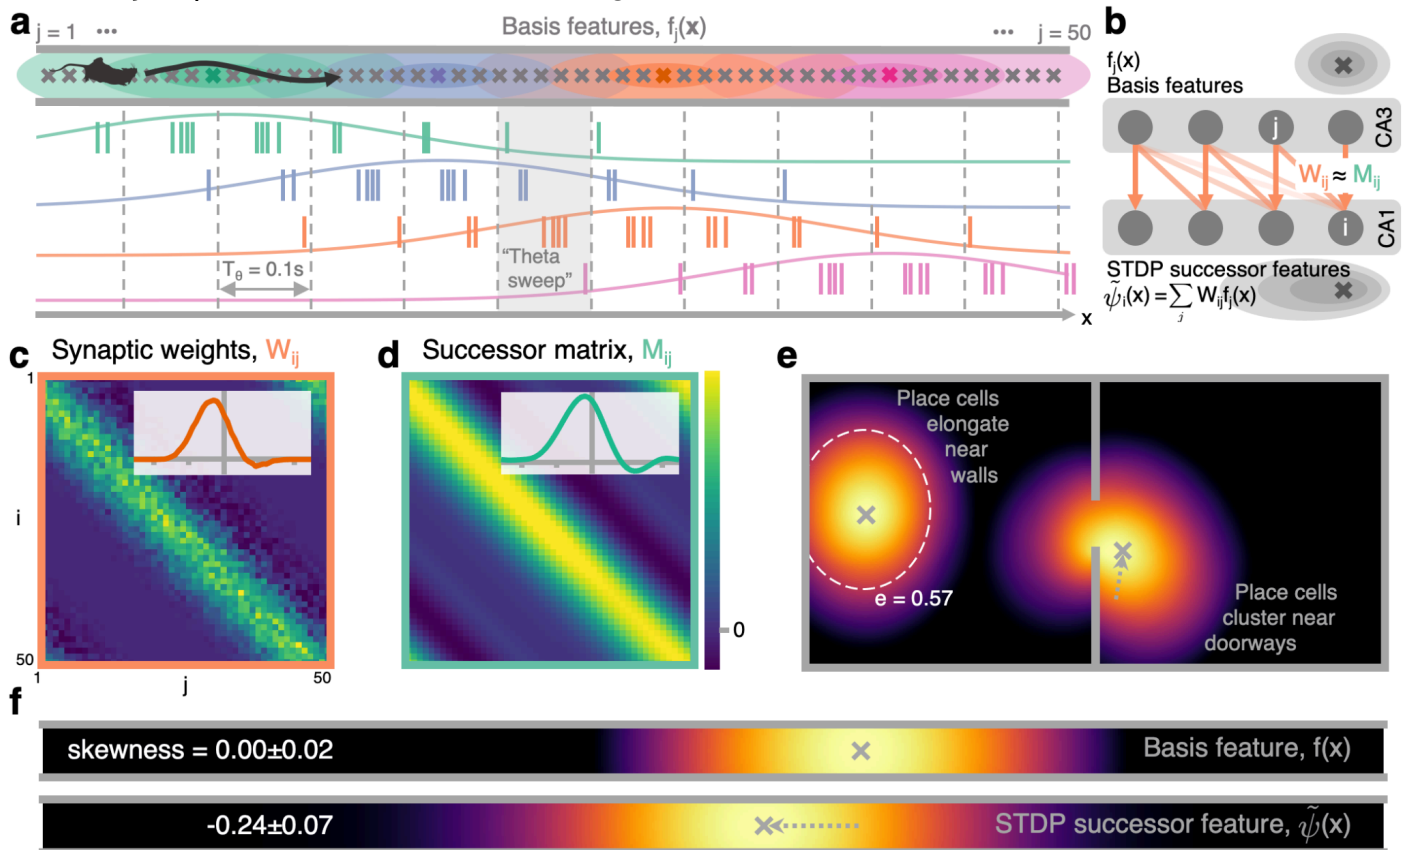 a
j = 1 ••• Basis features, fj(x) ••• j = 50
Tθ = 0.1s
“Theta
sweep”
x
b
fj(x)
Basis features
CA3
j
Wij ≈ Mij
i
CA1
STDP successor features
ψ̃i(x) = ∑j Wijfj(x)
c Synaptic weights, Wij
1
i
50
1 50
j
d Successor matrix, Mij
0
e
Place cells
elongate
near
walls
e = 0.57
Place cells
cluster near
doorways
f
skewness = 0.00±0.02 Basis feature, f(x)
-0.24±0.07 STDP successor feature, ψ̃(x)